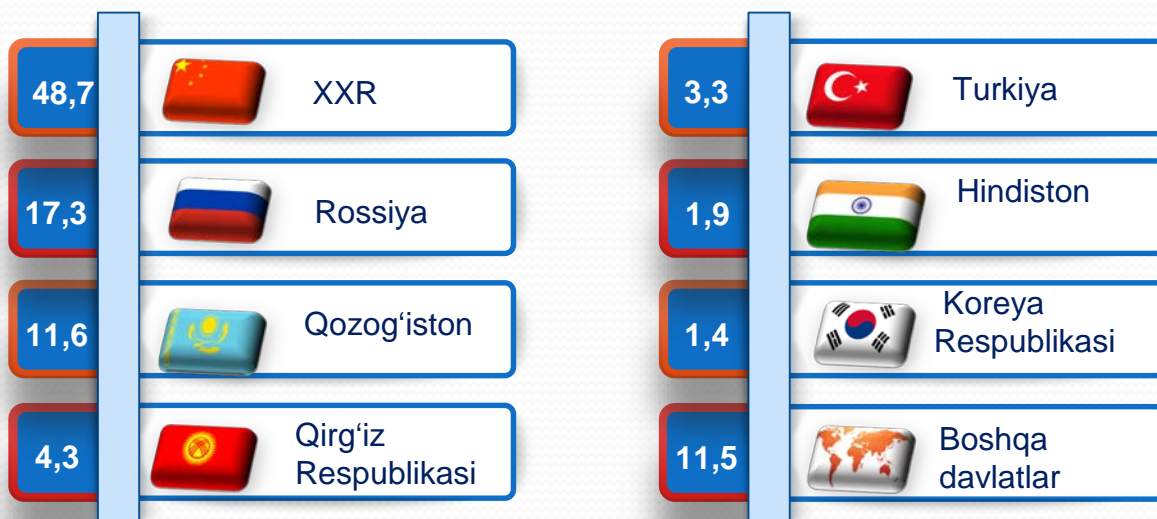 48,7
XXR
17,3
Rossiya
11,6
Qozog‘iston
4,3
Qirg‘iz
Respublikasi
3,3
Turkiya
1,9
Hindiston
1,4
Koreya
Respublikasi
11,5
Boshqa
davlatlar